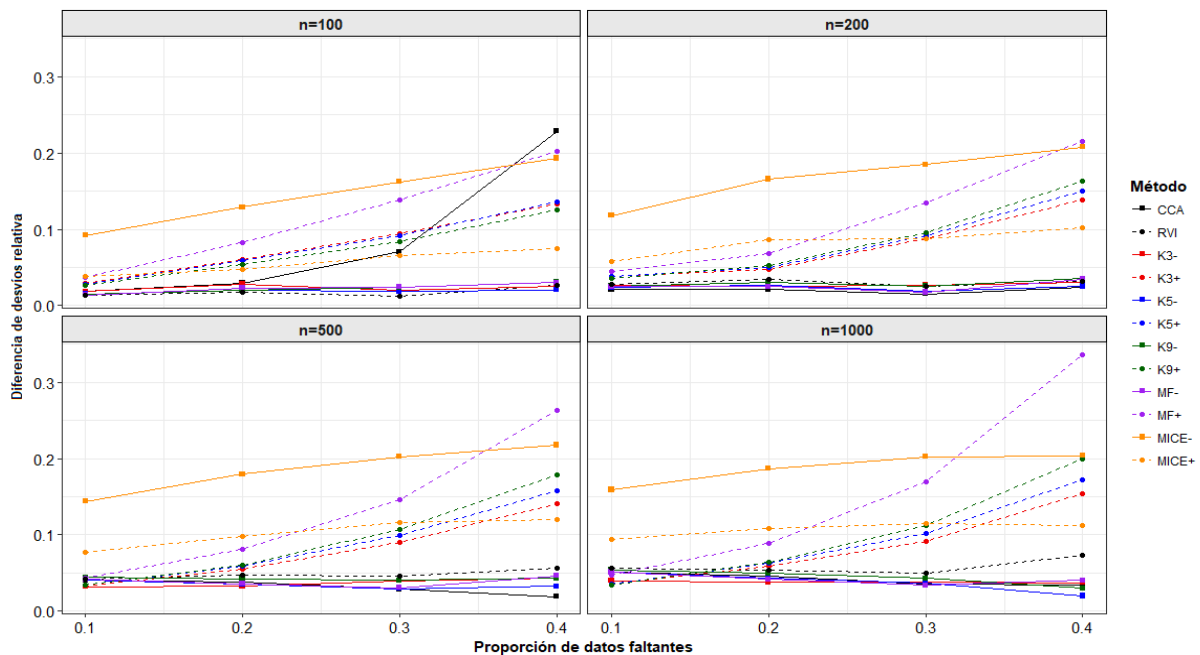 n=100
n=200
0.3
0.2
0.1
0.0
n=500
n=1000
0.3
0.2
0.1
0.0
0.1 0.2 0.3 0.4
0.1 0.2 0.3 0.4
Diferencia de desvios relativa
Proporción de datos faltantes
Método
CCA
RVI
K3-
K3+
K5-
K5+
K9-
K9+
MF-
MF+
MICE-
MICE+